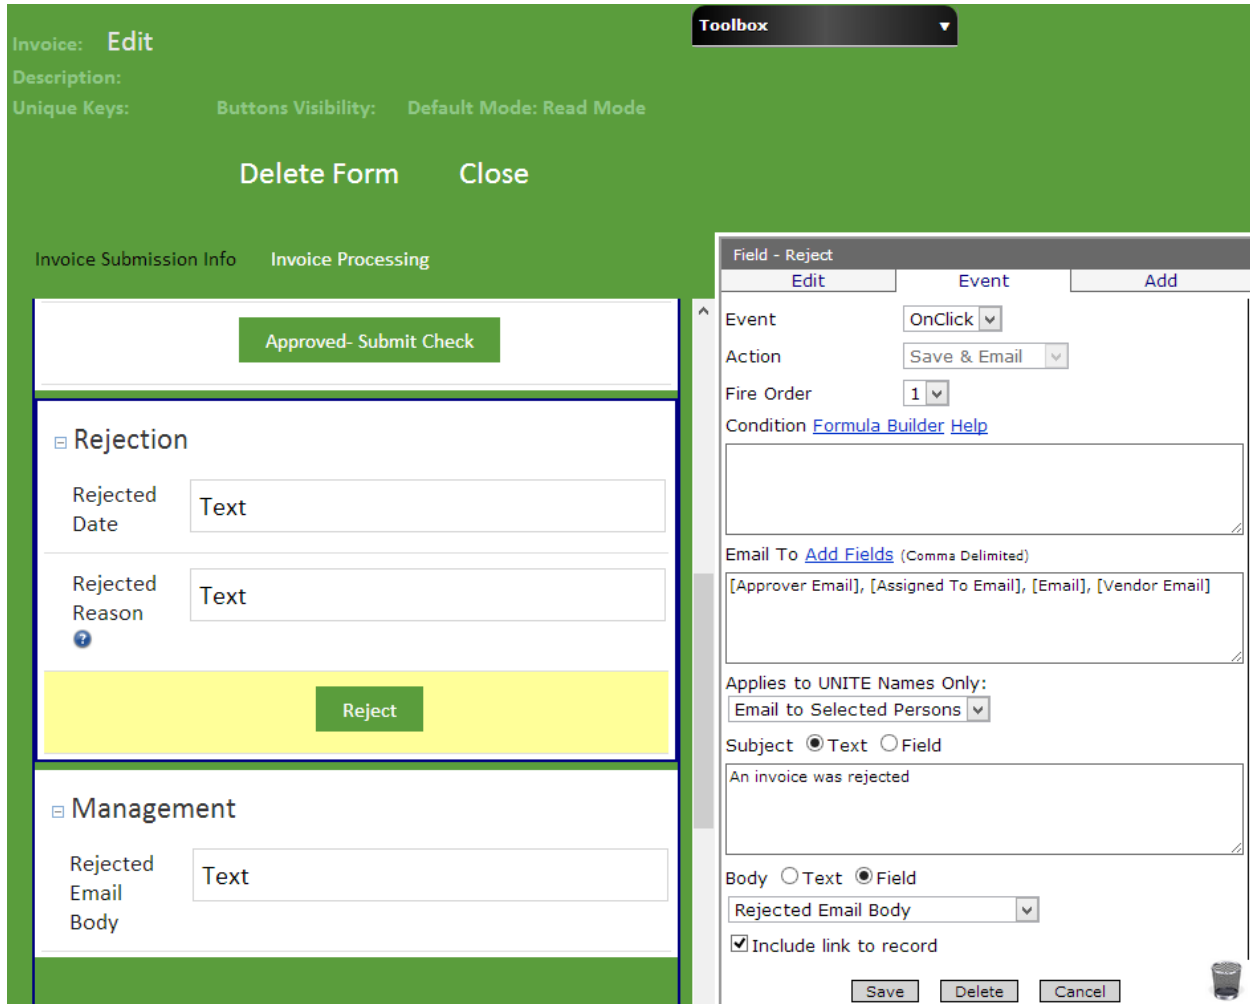 Toolbox
Invoice: Edit
Description:
Unique Keys: Buttons Visibility: Default Mode: Read Mode
Delete Form Close
Invoice Submission Info Invoice Processing
Approved- Submit Check
Rejection
Rejected
Date
Text
Rejected
Reason
Text
Reject
Management
Rejected
Email
Body
Text
Field - Reject
Edit Event Add
Event OnClick
Action Save & Email
Fire Order 1
Condition Formula Builder Help
Email To Add Fields (Comma Delimited)
[Approver Email], [Assigned To Email], [Email], [Vendor Email]
Applies to UNITE Names Only:
Email to Selected Persons
Subject Text Field
An invoice was rejected
Body Text Field
Rejected Email Body
Include link to record
Save Delete Cancel